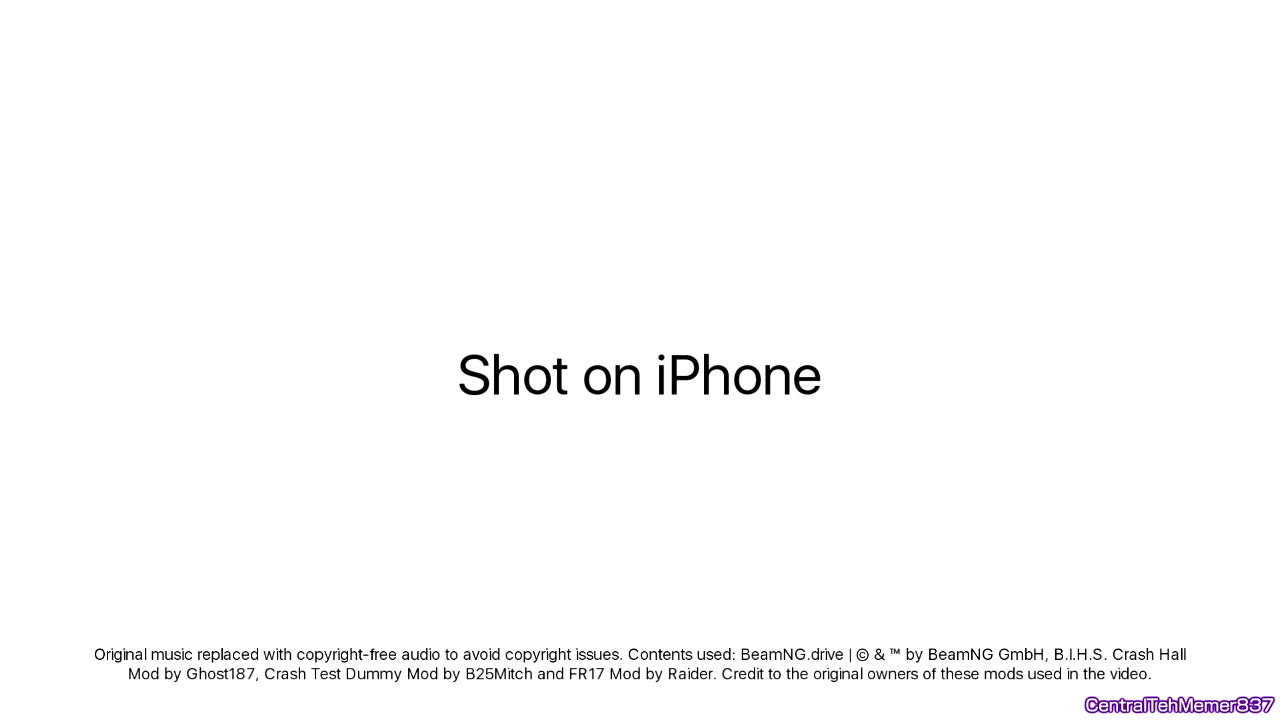 Shot on iPhone
Original music replaced with copyright-free audio to avoid copyright issues. Contents used: BeamNG.drive | © & ™ by BeamNG GmbH, B.I.H.S. Crash Hall
Mod by Ghost187, Crash Test Dummy Mod by B25Mitch and FR17 Mod by Raider. Credit to the original owners of these mods used in the video.
CentralTehMemer837